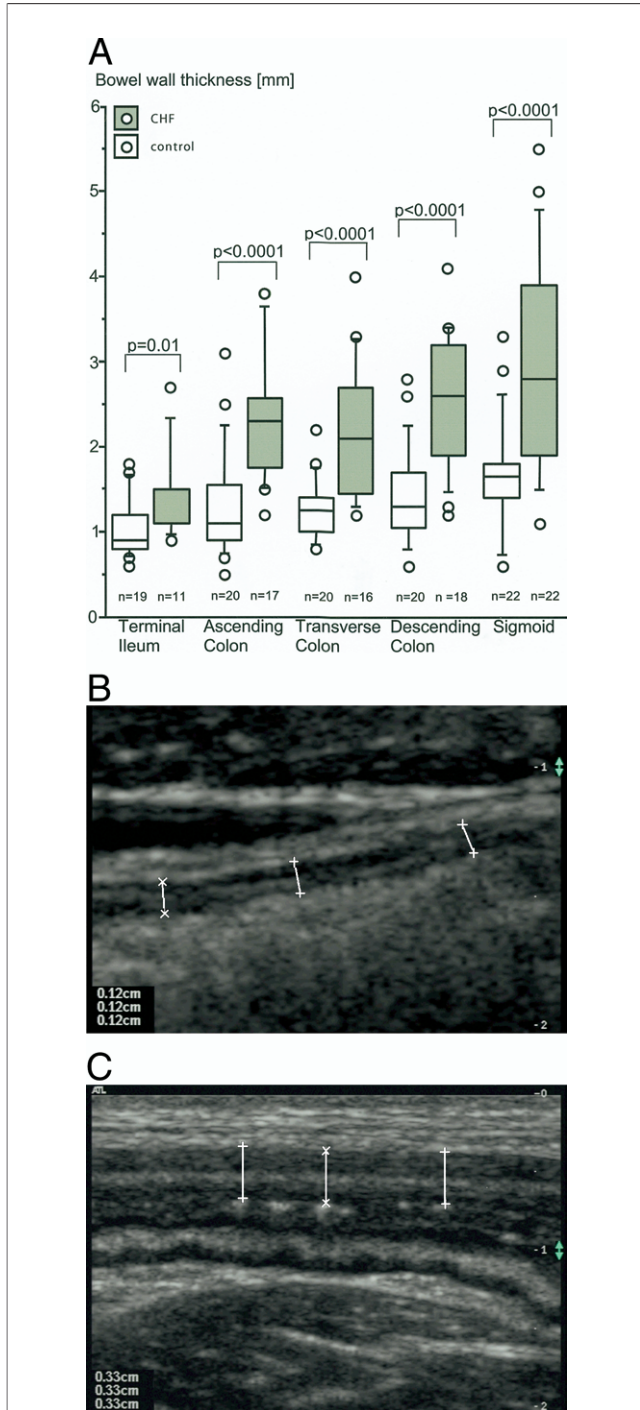 A
Bowel wall thickness [mm]
6
CHF
control
5
4
3
2
1
0
p=0.01
p<0.0001
p<0.0001
p<0.0001
p<0.0001
n=19 n=11 n=20 n=17 n=20 n=16 n=20 n =18 n=22 n=22
Terminal Ascending Transverse Descending Sigmoid
Ileum Colon Colon Colon
B
-1
0.12cm
0.12cm
0.12cm
-2
C
ATL
-0
-1
0.33cm
0.33cm
0.33cm
-2